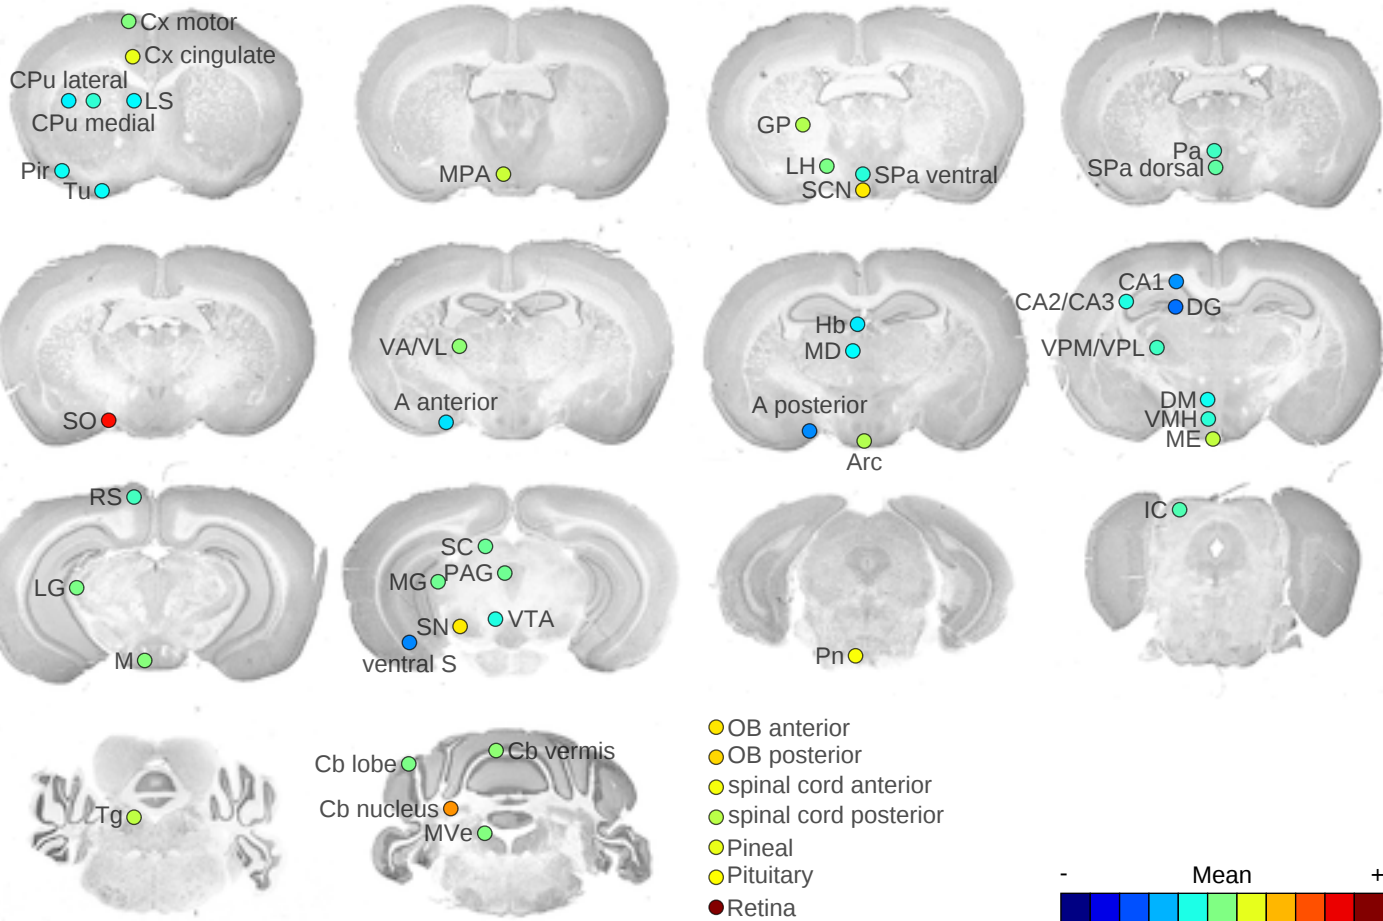 Cx motor
Cx cingulate
CPu lateral
LS
CPu medial
Pir
Tu
MPA
GP
LH
SPa ventral
SCN
Pa
SPa dorsal
SO
VA/VL
A anterior
Hb
MD
A posterior
Arc
CA1
CA2/CA3
DG
VPM/VPL
DM
VMH
ME
RS
LG
M
SC
MG
PAG
SN
VTA
ventral S
Pn
IC
Tg
Cb lobe
Cb vermis
Cb nucleus
MVe
OB anterior
OB posterior
spinal cord anterior
spinal cord posterior
Pineal
Pituitary
Retina
- Mean +